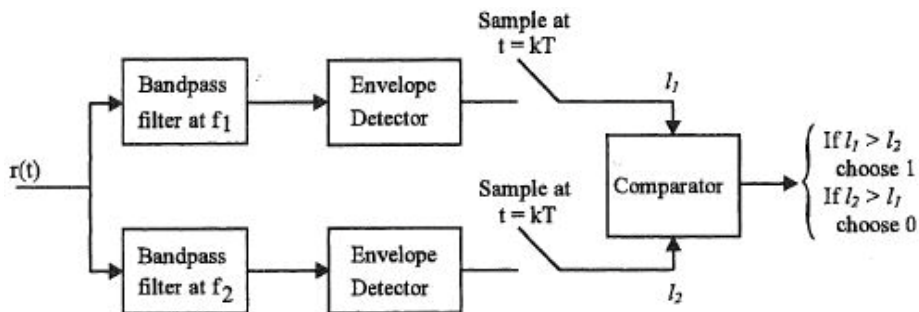 Sample at
t = kT
Bandpass
filter at f1
Envelope
Detector
l1
r(t)
Comparator
If l1 > l2
choose 1
If l2 > l1
choose 0
Sample at
t = kT
Bandpass
filter at f2
Envelope
Detector
l2